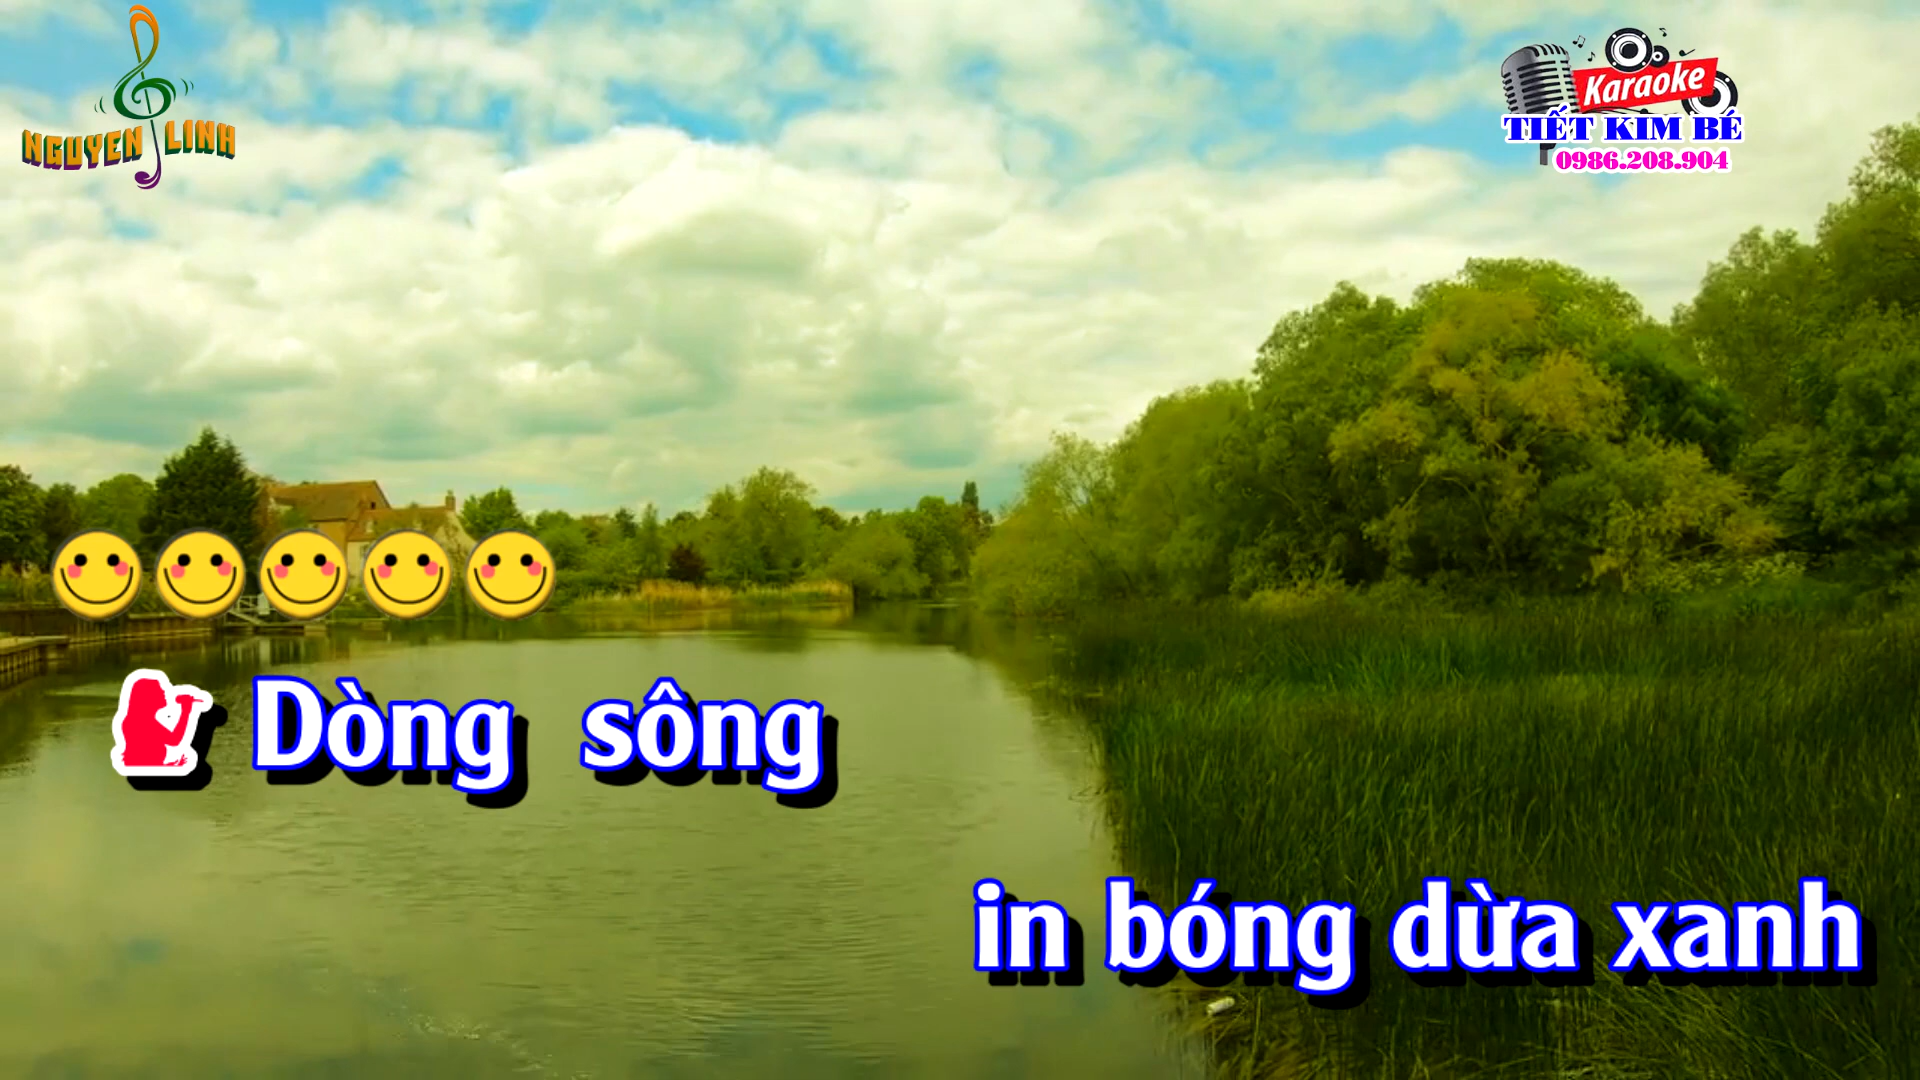 NGUYEN LINH
Karaoke
TIẾT KIM BÉ
0986.208.904
Dòng sông
in bóng dừa xanh